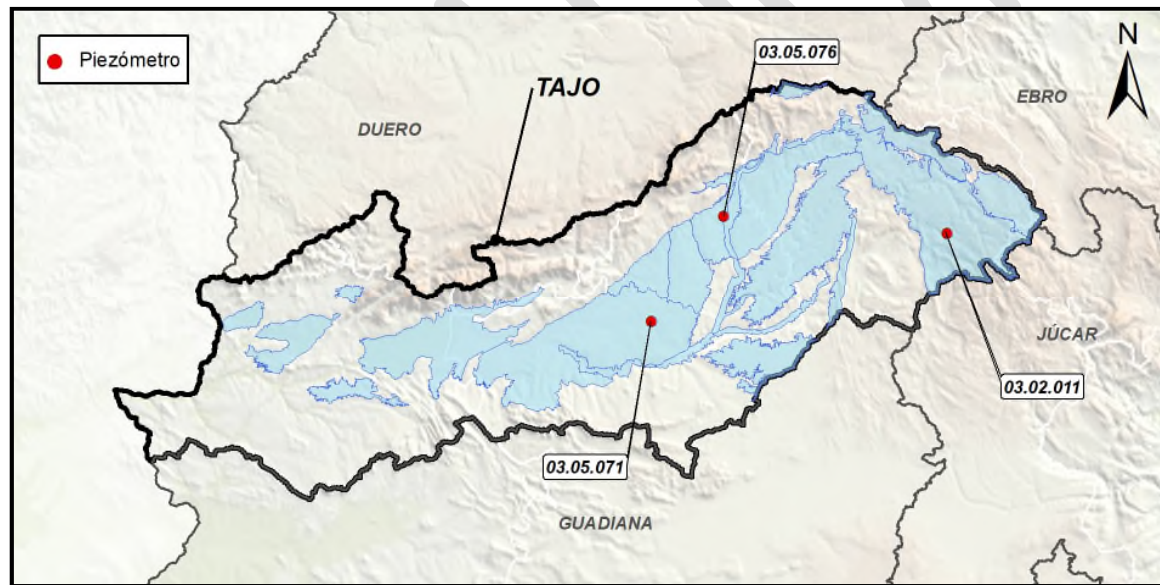 Piezómetro
03.05.076
N
TAJO
EBRO
DUERO
JÚCAR
03.02.011
03.05.071
GUADIANA